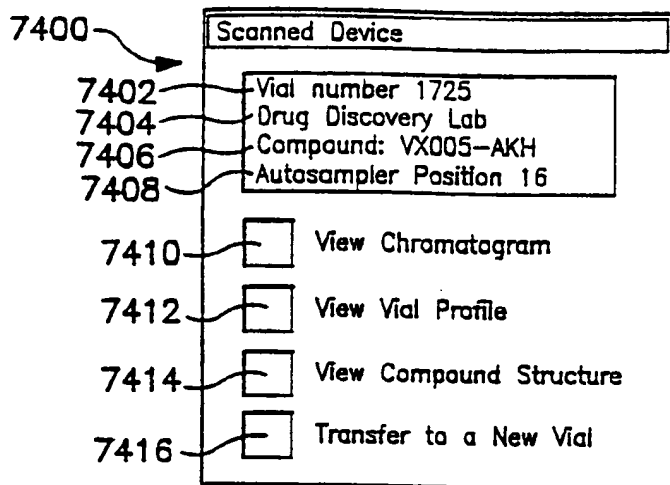 7400
Scanned Device
7402 Vial number 1725
7404 Drug Discovery Lab
7406 Compound: VX005-AKH
7408 Autosampler Position 16
7410 View Chromatogram
7412 View Vial Profile
7414 View Compound Structure
7416 Transfer to a New Vial